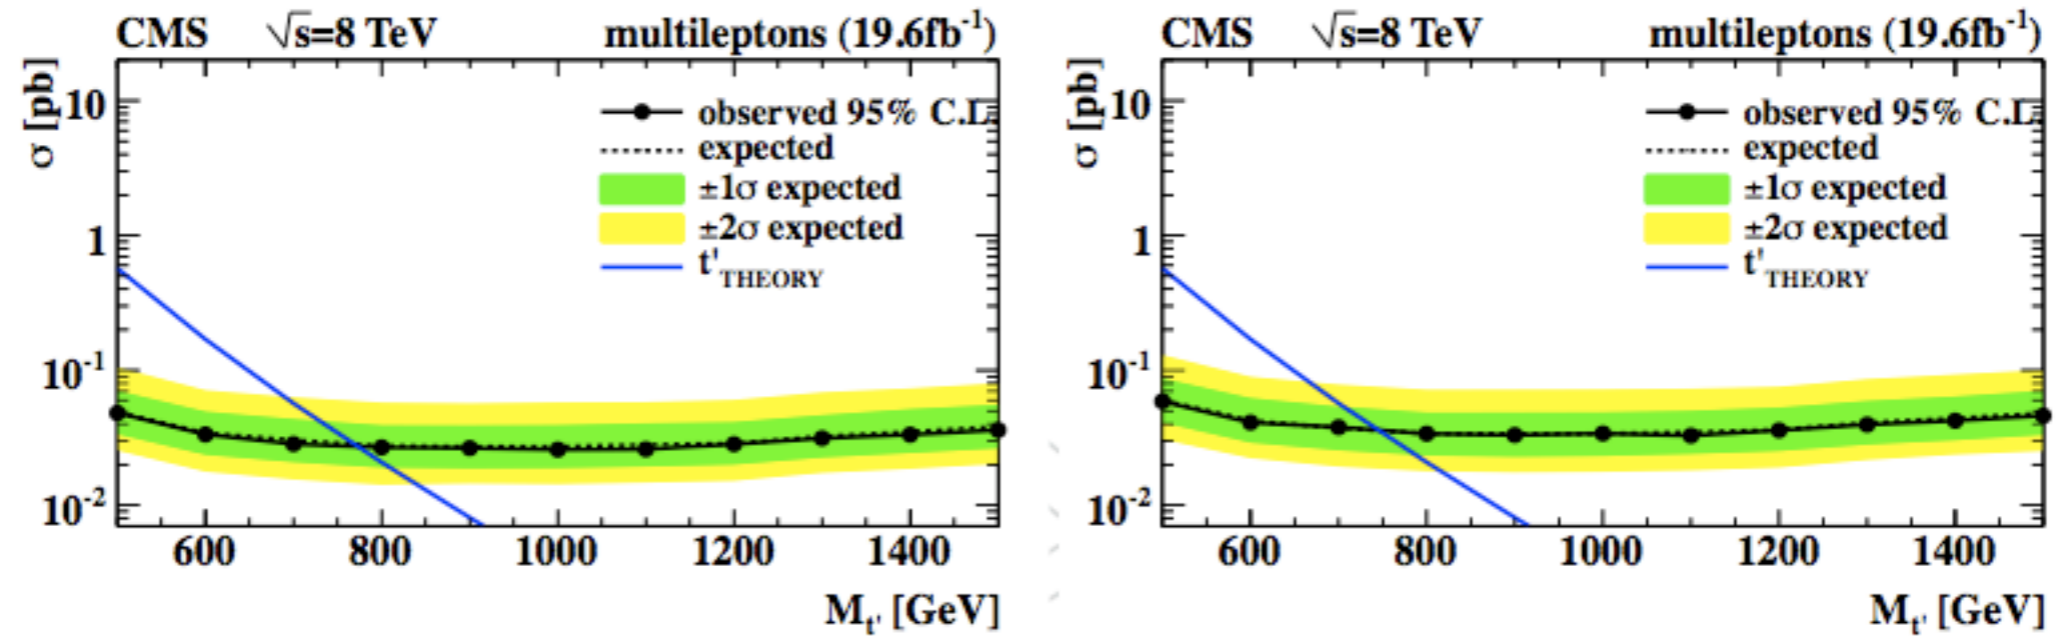 CMS √s=8 TeV multileptons (19.6fb⁻¹)
σ [pb]
10
1
10⁻¹
10⁻²
observed 95% C.L.
expected
±1σ expected
±2σ expected
t'THEORY
600 800 1000 1200 1400
Mt' [GeV]
CMS √s=8 TeV multileptons (19.6fb⁻¹)
σ [pb]
10
1
10⁻¹
10⁻²
observed 95% C.L.
expected
±1σ expected
±2σ expected
t'THEORY
600 800 1000 1200 1400
Mt' [GeV]